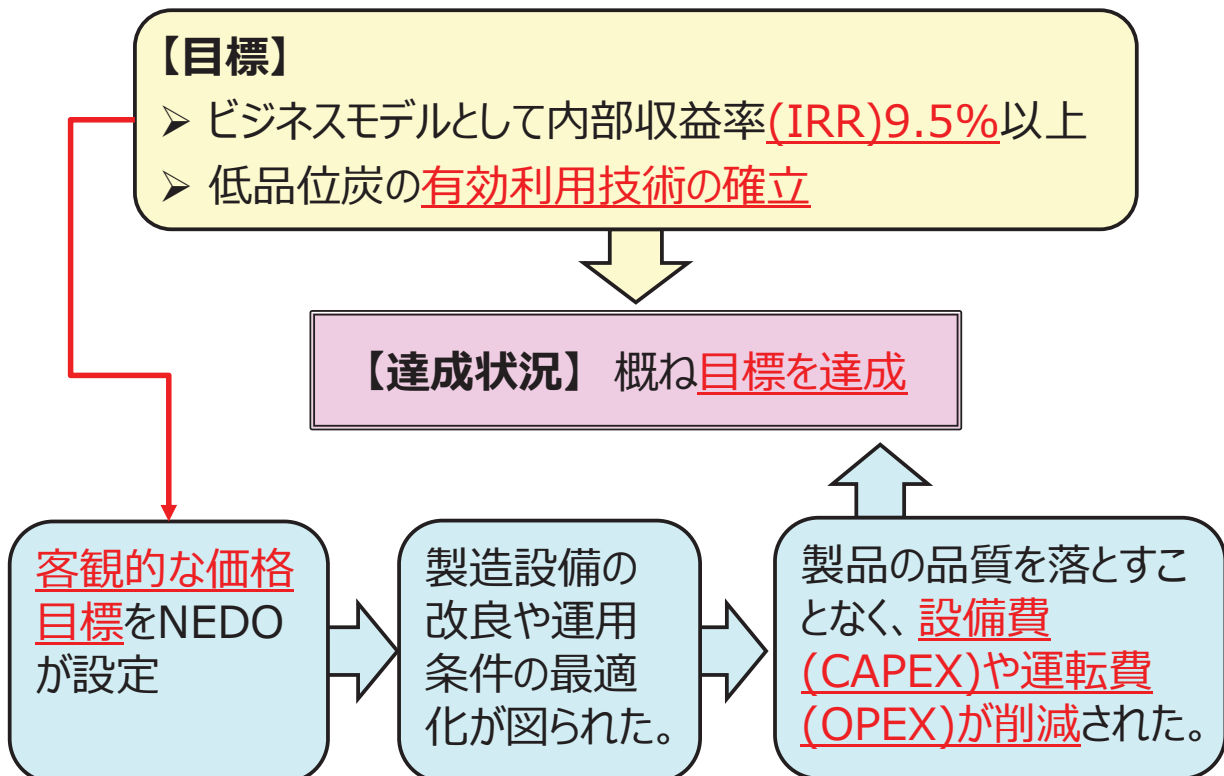 【目標】
➢ ビジネスモデルとして内部収益率(IRR)9.5%以上
➢ 低品位炭の有効利用技術の確立
【達成状況】 概ね目標を達成
客観的な価格
目標をNEDO
が設定
製造設備の
改良や運用
条件の最適
化が図られた。
製品の品質を落とすこ
となく、設備費
(CAPEX)や運転費
(OPEX)が削減された。